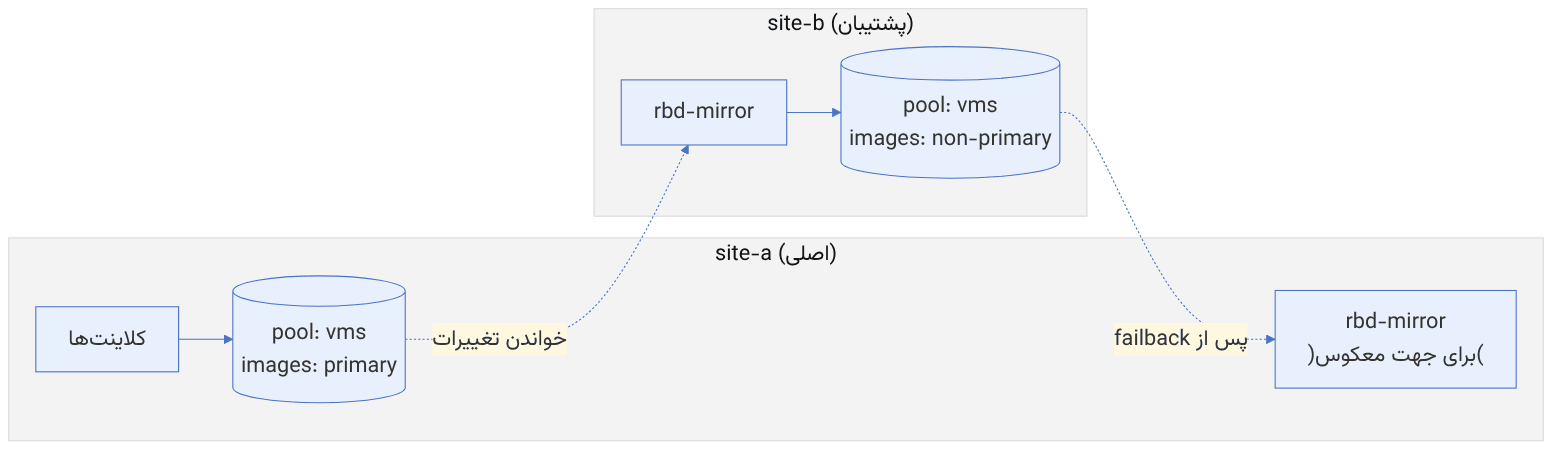 site-b (پشتیبان)
rbd-mirror
pool: vms
images: non-primary
site-a (اصلی)
کلاینت‌ها
pool: vms
images: primary
خواندن تغییرات
پس از failback
rbd-mirror
(برای جهت معکوس)